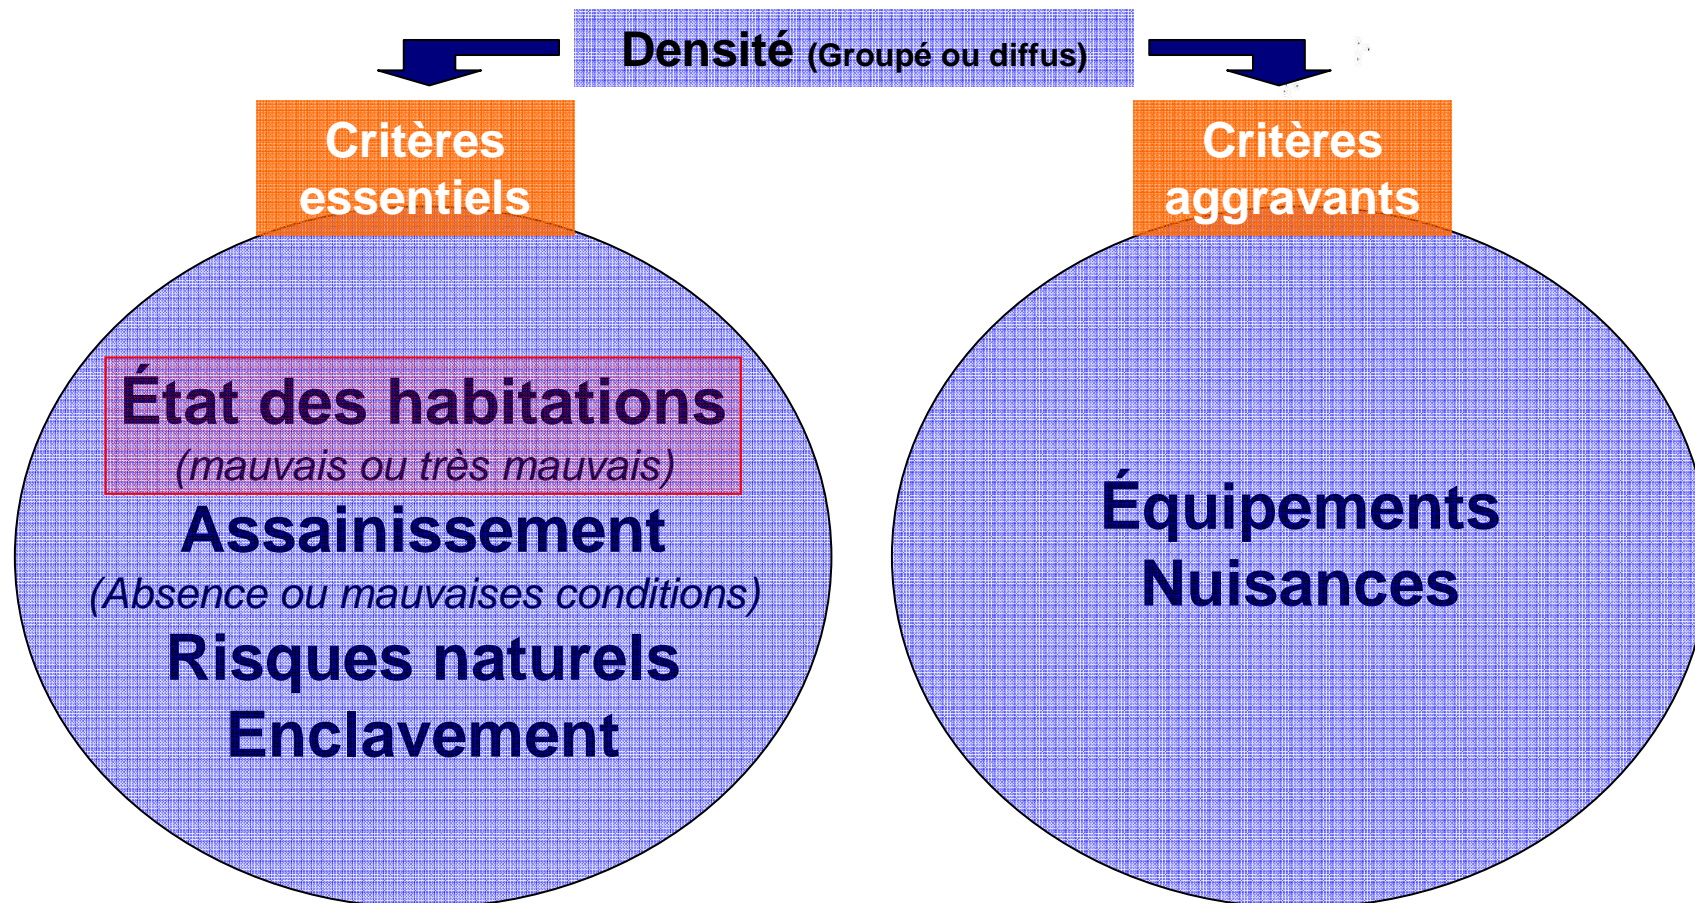 Densité (Groupé ou diffus)
Critères
essentiels
État des habitations
(mauvais ou très mauvais)
Assainissement
(Absence ou mauvaises conditions)
Risques naturels
Enclavement
Critères
aggravants
Équipements
Nuisances